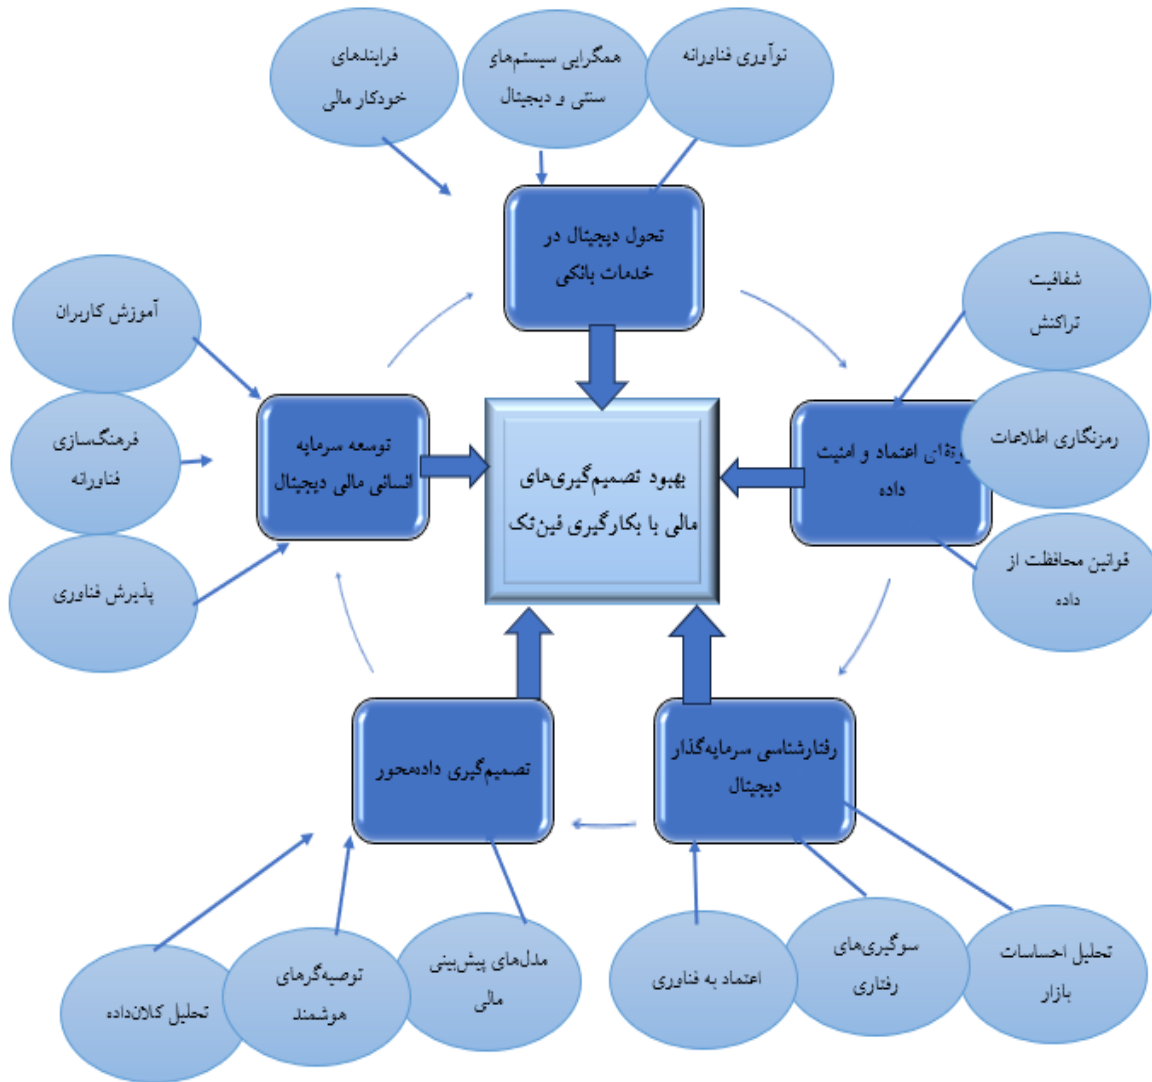 فرایندهای
خودکار مالی
همگرایی سیستم‌های
سنتی و دیجیتال
نوآوری فناورانه
تحول دیجیتال در
خدمات بانکی
شفافیت
تراکنش
رمزنگاری اطلاعات
قوانین محافظت از
داده
اعتماد و امنیت
داده
آموزش کاربران
فرهنگ‌سازی
فناورانه
پذیرش فناوری
توسعه سرمایه
انسانی مالی دیجیتال
بهبود تصمیم‌گیری‌های
مالی با بکارگیری فین‌تک
رفتارشناسی سرمایه‌گذار
دیجیتال
تصمیم‌گیری داده‌محور
تحلیل احساسات
بازار
سوگیری‌های
رفتاری
اعتماد به فناوری
مدل‌های پیش‌بینی
مالی
توصیه‌گرهای
هوشمند
تحلیل کلان‌داده